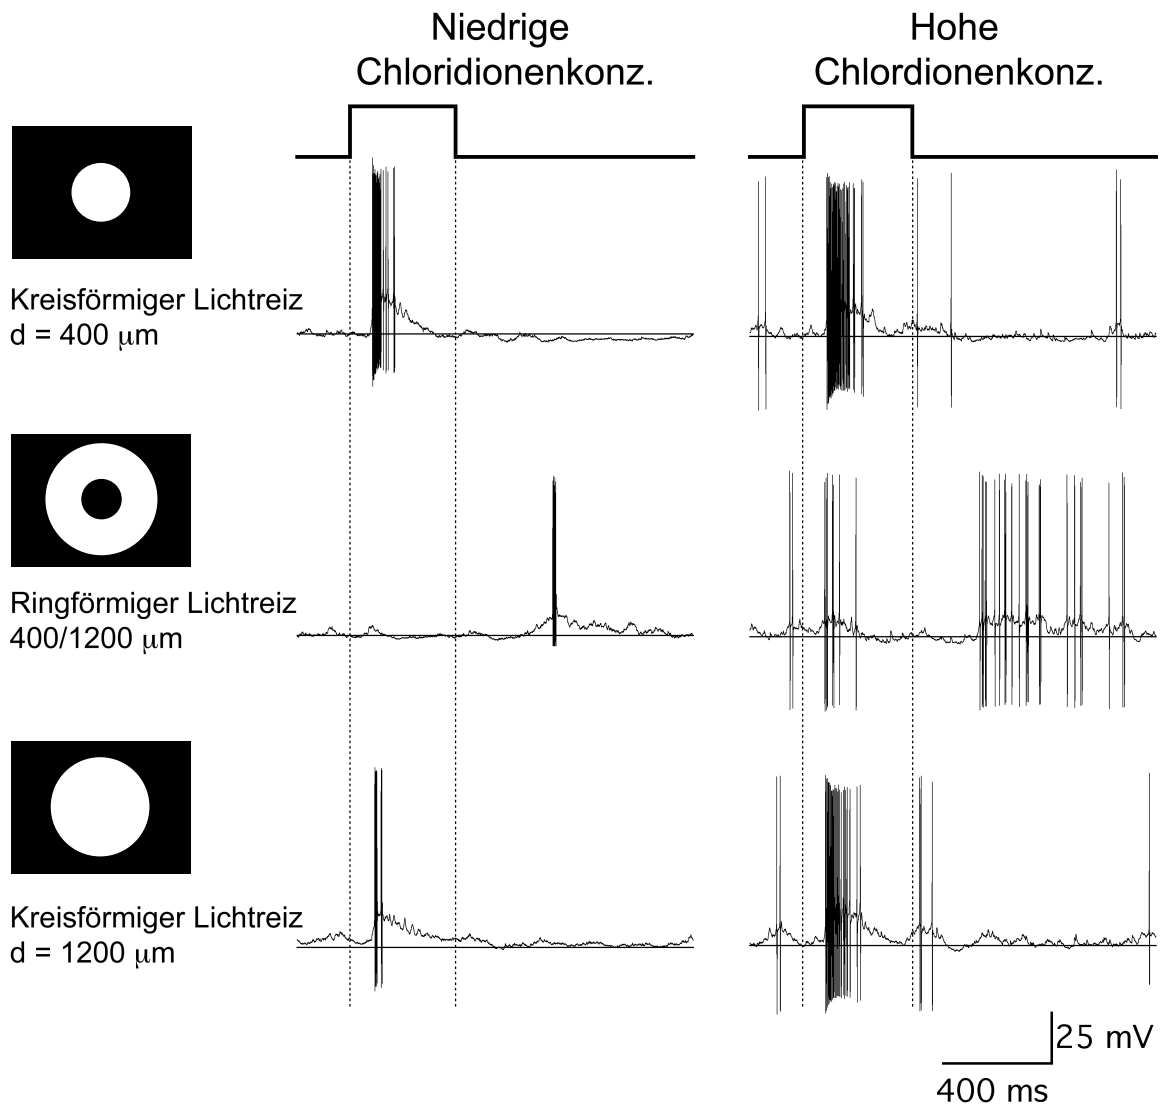 Niedrige
Chloridionenkonz.
Hohe
Chlordionenkonz.
Kreisförmiger Lichtreiz
d = 400 μm
Ringförmiger Lichtreiz
400/1200 μm
Kreisförmiger Lichtreiz
d = 1200 μm
25 mV
400 ms